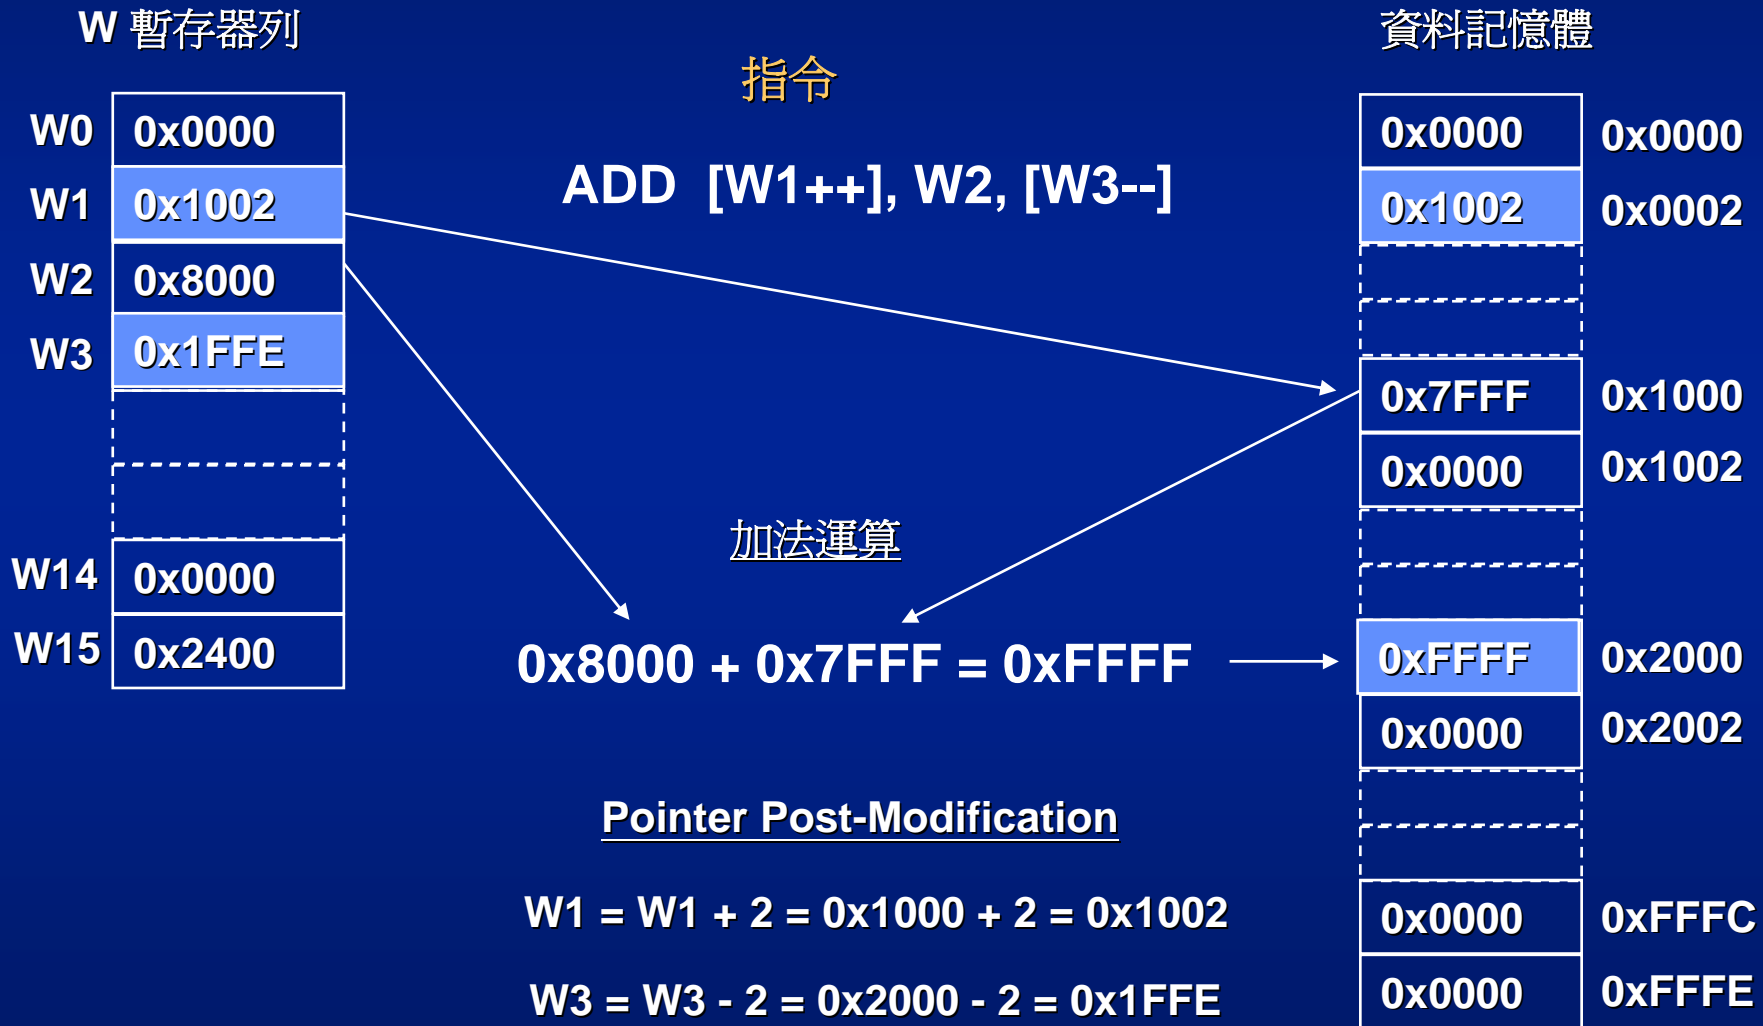 W 暫存器列
資料記憶體
指令
W0 0x0000
0x0000 0x0000
W1 0x1002
ADD [W1++], W2, [W3--]
0x1002 0x0002
W2 0x8000
W3 0x1FFE
0x7FFF 0x1000
0x0000 0x1002
加法運算
W14 0x0000
W15 0x2400
0x8000 + 0x7FFF = 0xFFFF
0xFFFF 0x2000
0x0000 0x2002
Pointer Post-Modification
W1 = W1 + 2 = 0x1000 + 2 = 0x1002
0x0000 0xFFFC
W3 = W3 - 2 = 0x2000 - 2 = 0x1FFE
0x0000 0xFFFE